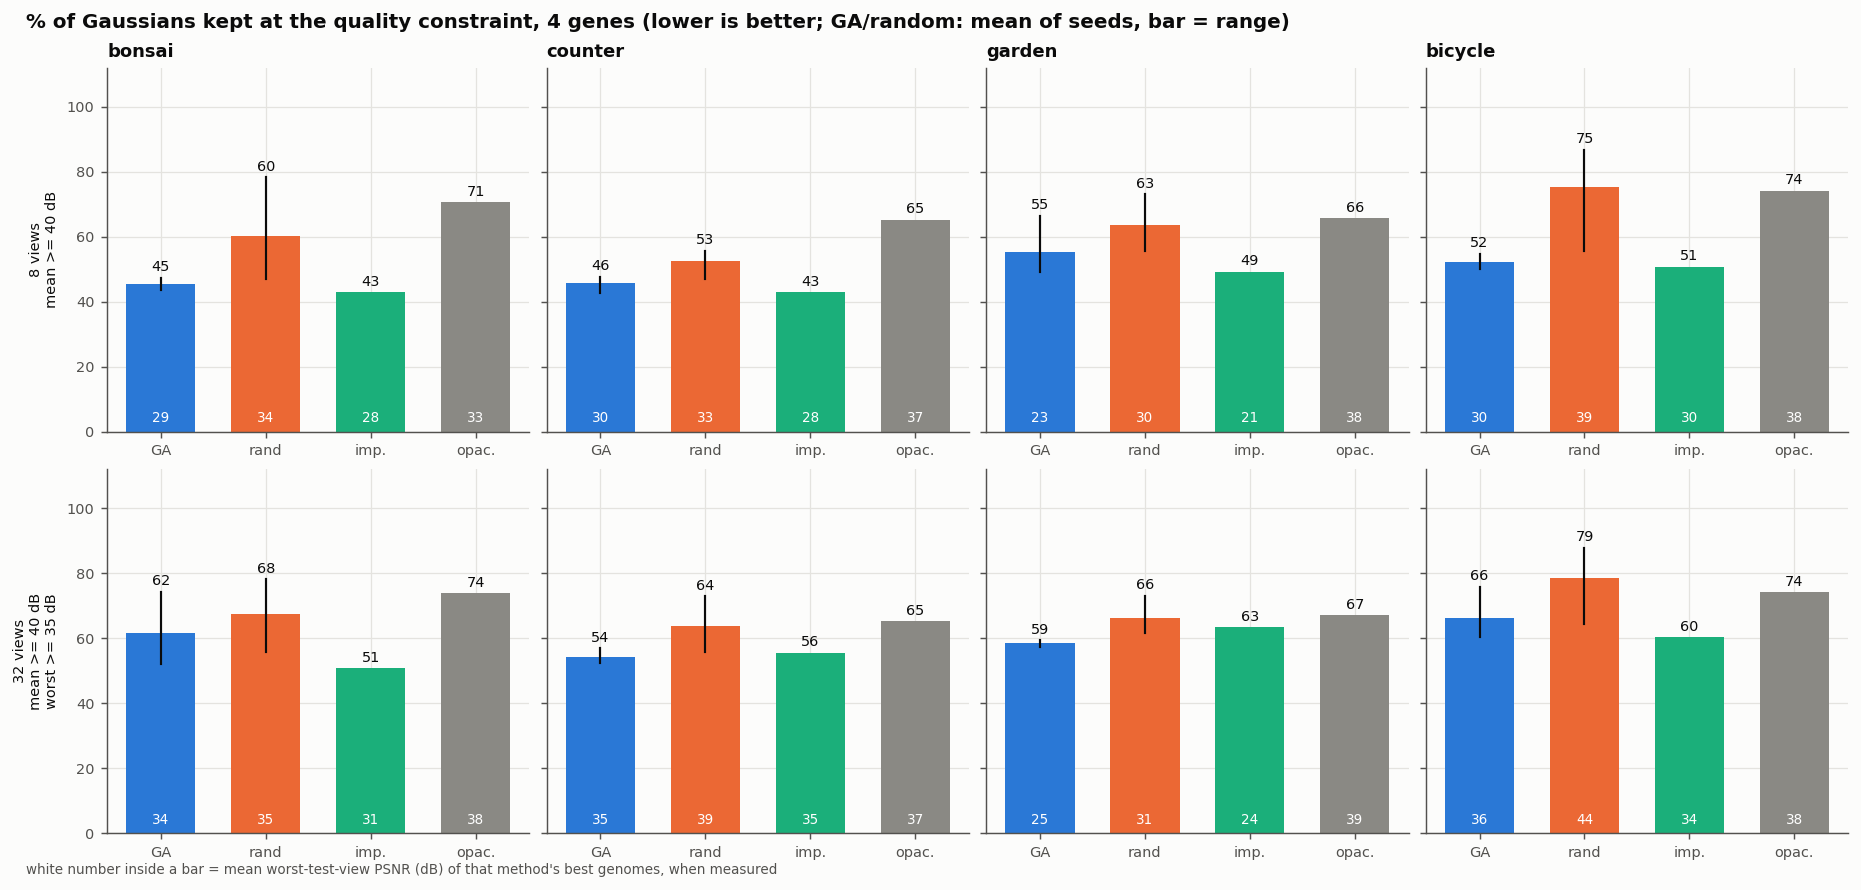 % of Gaussians kept at the quality constraint, 4 genes (lower is better; GA/random: mean of seeds, bar = range)
bonsai counter garden bicycle
8 views
mean >= 40 dB
100
80
60
40
20
0
45 60 43 71
29 34 28 33
GA rand imp. opac.
46 53 43 65
30 33 28 37
GA rand imp. opac.
55 63 49 66
23 30 21 38
GA rand imp. opac.
52 75 51 74
30 39 30 38
GA rand imp. opac.
32 views
mean >= 40 dB
worst >= 35 dB
100
80
60
40
20
0
62 68 51 74
34 35 31 38
GA rand imp. opac.
54 64 56 65
35 39 35 37
GA rand imp. opac.
59 66 63 67
25 31 24 39
GA rand imp. opac.
66 79 60 74
36 44 34 38
GA rand imp. opac.
white number inside a bar = mean worst-test-view PSNR (dB) of that method's best genomes, when measured